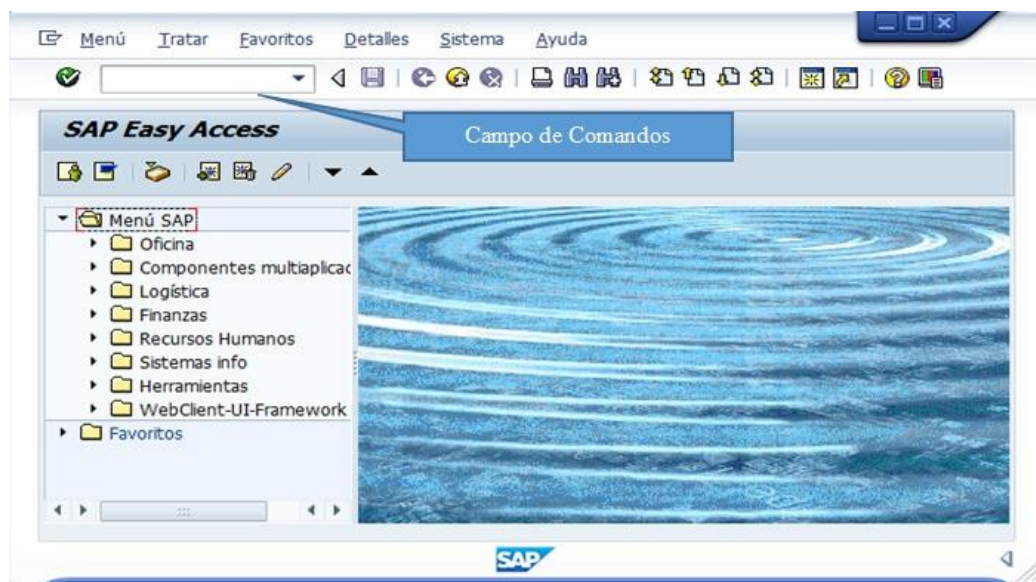 Menú Tratar Favoritos Detalles Sistema Ayuda
SAP Easy Access
Campo de Comandos
Menú SAP
Oficina
Componentes multiaplicac
Logística
Finanzas
Recursos Humanos
Sistemas info
Herramientas
WebClient-UI-Framework
Favoritos
SAP